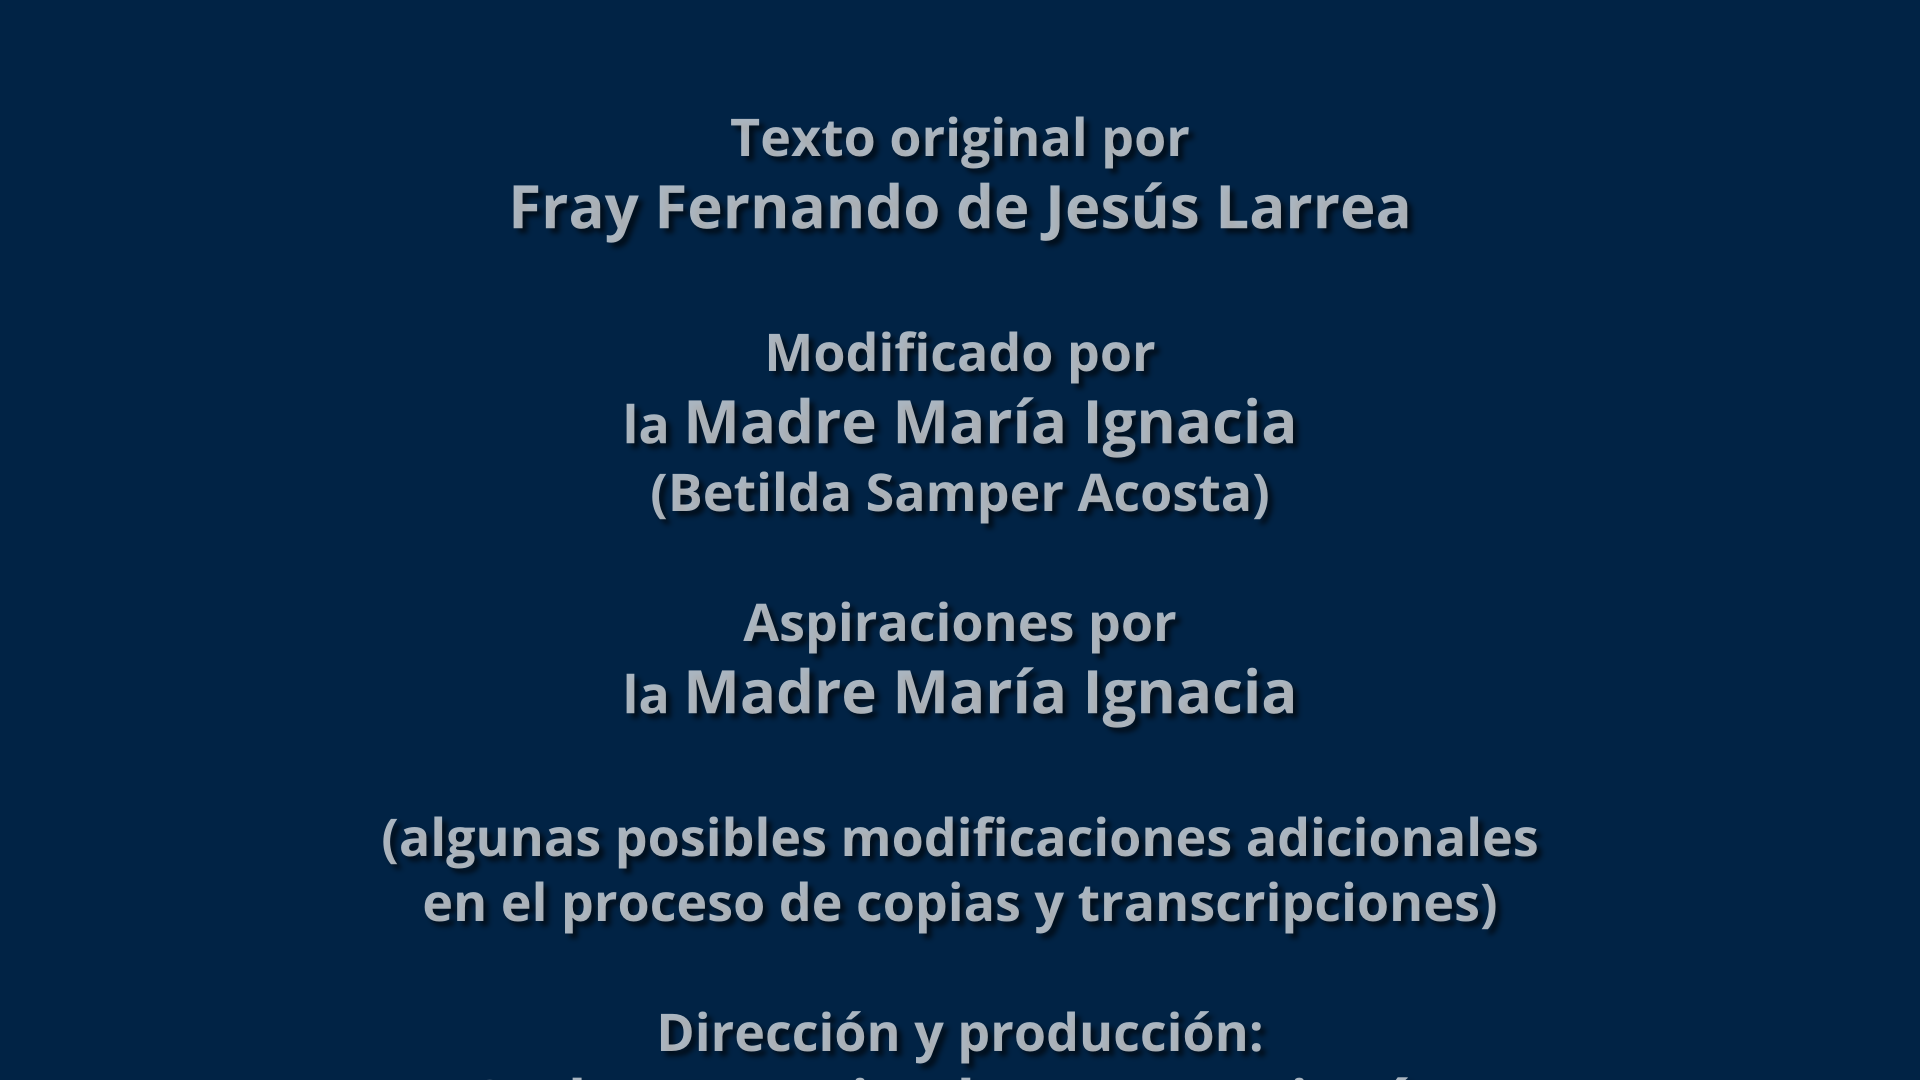 Texto original por
Fray Fernando de Jesús Larrea
Modificado por
la Madre María Ignacia
(Betilda Samper Acosta)
Aspiraciones por
la Madre María Ignacia
(algunas posibles modificaciones adicionales
en el proceso de copias y transcripciones)
Dirección y producción: